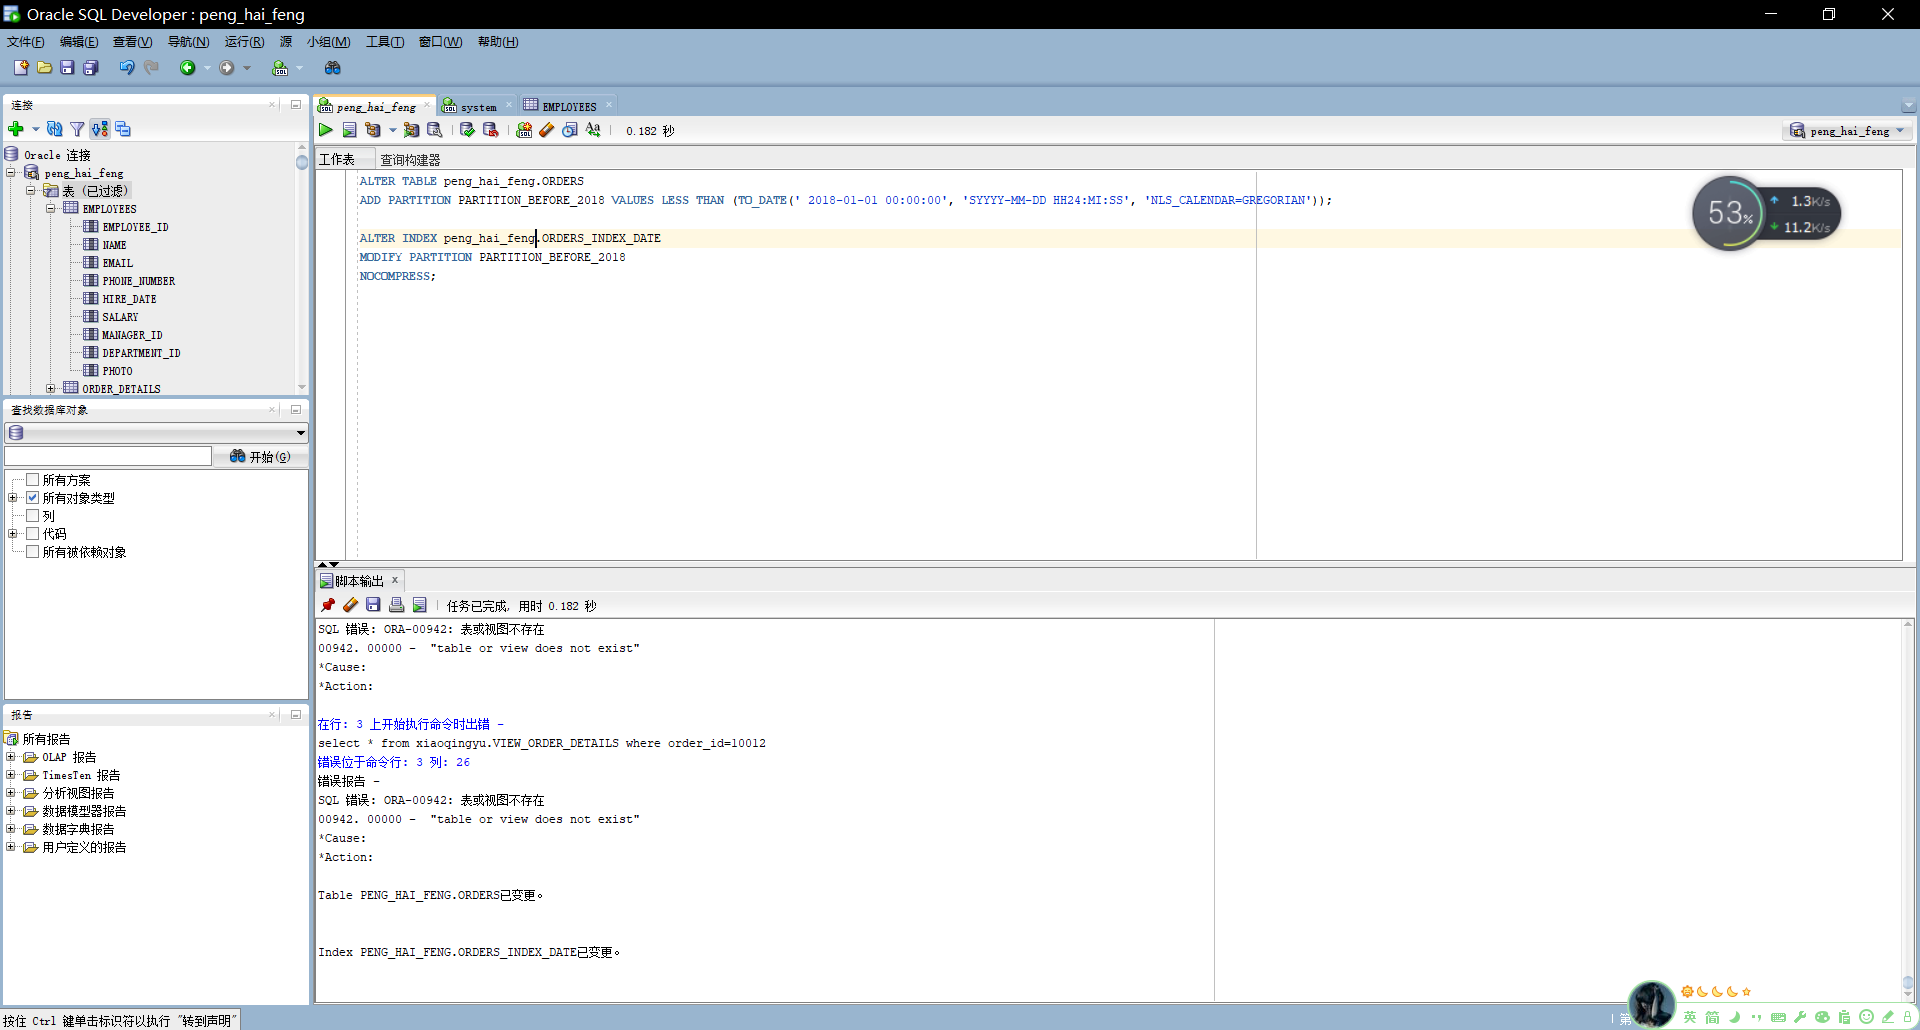 Oracle SQL Developer : peng_hai_feng
文件(F) 编辑(E) 查看(V) 导航(N) 运行(R) 源 小组(M) 工具(T) 窗口(W) 帮助(H)
连接
Oracle 连接
peng_hai_feng
表 (已过滤)
EMPLOYEES
EMPLOYEE_ID
NAME
EMAIL
PHONE_NUMBER
HIRE_DATE
SALARY
MANAGER_ID
DEPARTMENT_ID
PHOTO
ORDER_DETAILS
查找数据库对象
开始(G)
所有方案
所有对象类型
列
代码
所有被依赖对象
报告
所有报告
OLAP 报告
TimesTen 报告
分析视图报告
数据模型器报告
数据字典报告
用户定义的报告
peng_hai_feng system EMPLOYEES
0.182 秒
peng_hai_feng
工作表 查询构建器
ALTER TABLE peng_hai_feng.ORDERS
ADD PARTITION PARTITION_BEFORE_2018 VALUES LESS THAN (TO_DATE(' 2018-01-01 00:00:00', 'SYYYY-MM-DD HH24:MI:SS', 'NLS_CALENDAR=GREGORIAN'));
ALTER INDEX peng_hai_feng.ORDERS_INDEX_DATE
MODIFY PARTITION PARTITION_BEFORE_2018
NOCOMPRESS;
53%
1.3K/s
11.2K/s
脚本输出
任务已完成, 用时 0.182 秒
SQL 错误: ORA-00942: 表或视图不存在
00942. 00000 -  "table or view does not exist"
*Cause:
*Action:
在行: 3 上开始执行命令时出错 -
select * from xiaoqingyu.VIEW_ORDER_DETAILS where order_id=10012
错误位于命令行: 3 列: 26
错误报告 -
SQL 错误: ORA-00942: 表或视图不存在
00942. 00000 -  "table or view does not exist"
*Cause:
*Action:
Table PENG_HAI_FENG.ORDERS已变更。
Index PENG_HAI_FENG.ORDERS_INDEX_DATE已变更。
按住 Ctrl 键单击标识符以执行 "转到声明"
第
英 简